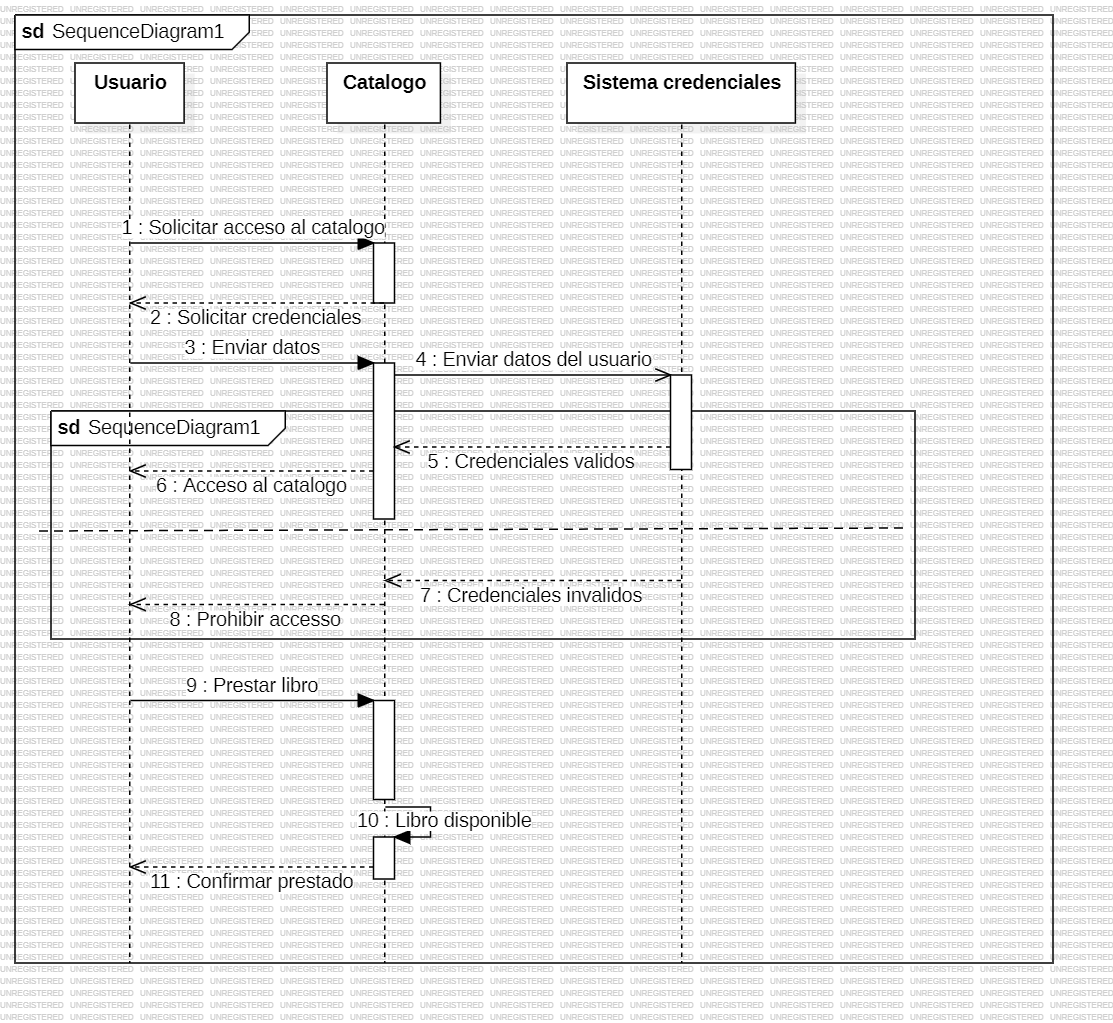 sd SequenceDiagram1
Usuario
Catalogo
Sistema credenciales
1 : Solicitar acceso al catalogo
2 : Solicitar credenciales
3 : Enviar datos
4 : Enviar datos del usuario
sd SequenceDiagram1
5 : Credenciales validos
6 : Acceso al catalogo
7 : Credenciales invalidos
8 : Prohibir accesso
9 : Prestar libro
10 : Libro disponible
11 : Confirmar prestado
UNREGISTERED